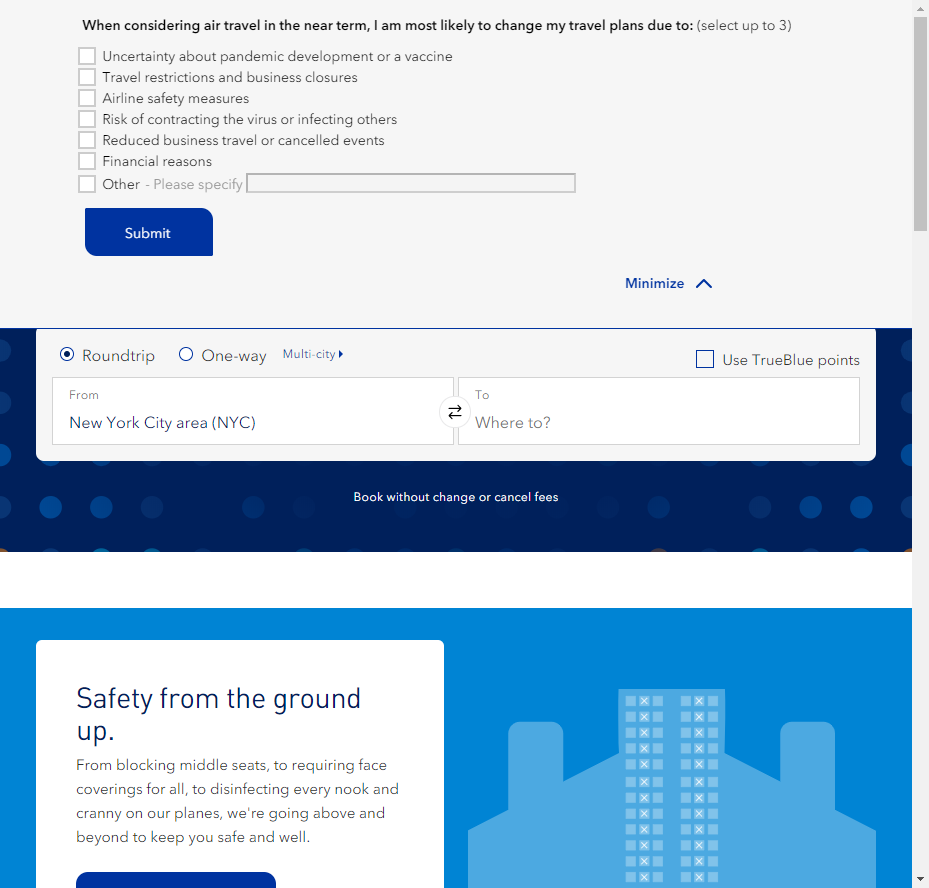 When considering air travel in the near term, I am most likely to change my travel plans due to: (select up to 3)
Uncertainty about pandemic development or a vaccine
Travel restrictions and business closures
Airline safety measures
Risk of contracting the virus or infecting others
Reduced business travel or cancelled events
Financial reasons
Other - Please specify
Submit
Minimize
Roundtrip One-way Multi-city Use TrueBlue points
From To
New York City area (NYC) Where to?
Book without change or cancel fees
Safety from the ground
up.
From blocking middle seats, to requiring face
coverings for all, to disinfecting every nook and
cranny on our planes, we're going above and
beyond to keep you safe and well.